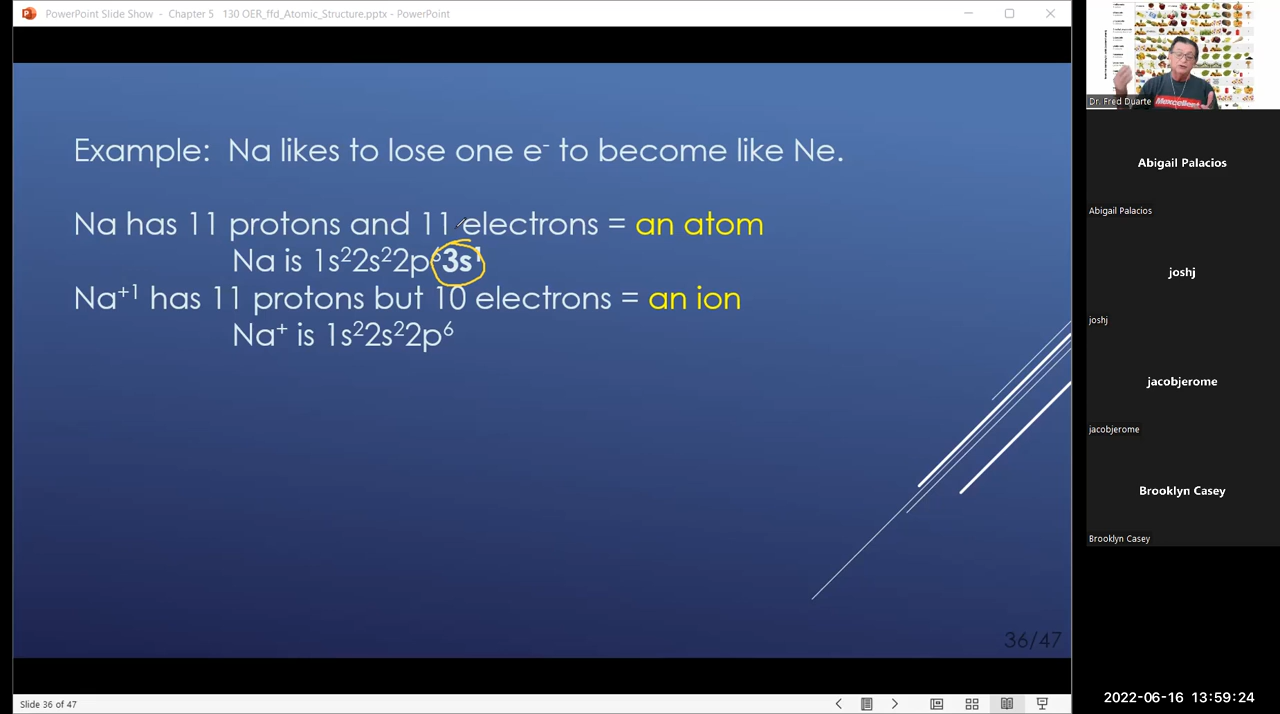 PowerPoint Slide Show - Chapter 5 130 OER_ffd_Atomic_Structure.pptx - PowerPoint
Example: Na likes to lose one e⁻ to become like Ne.
Na has 11 protons and 11 electrons = an atom
Na is 1s²2s²2p⁶3s¹
Na⁺¹ has 11 protons but 10 electrons = an ion
Na⁺ is 1s²2s²2p⁶
36/47
Slide 36 of 47
Dr. Fred Duarte
Abigail Palacios
Abigail Palacios
joshj
joshj
jacobjerome
jacobjerome
Brooklyn Casey
Brooklyn Casey
2022-06-16 13:59:24